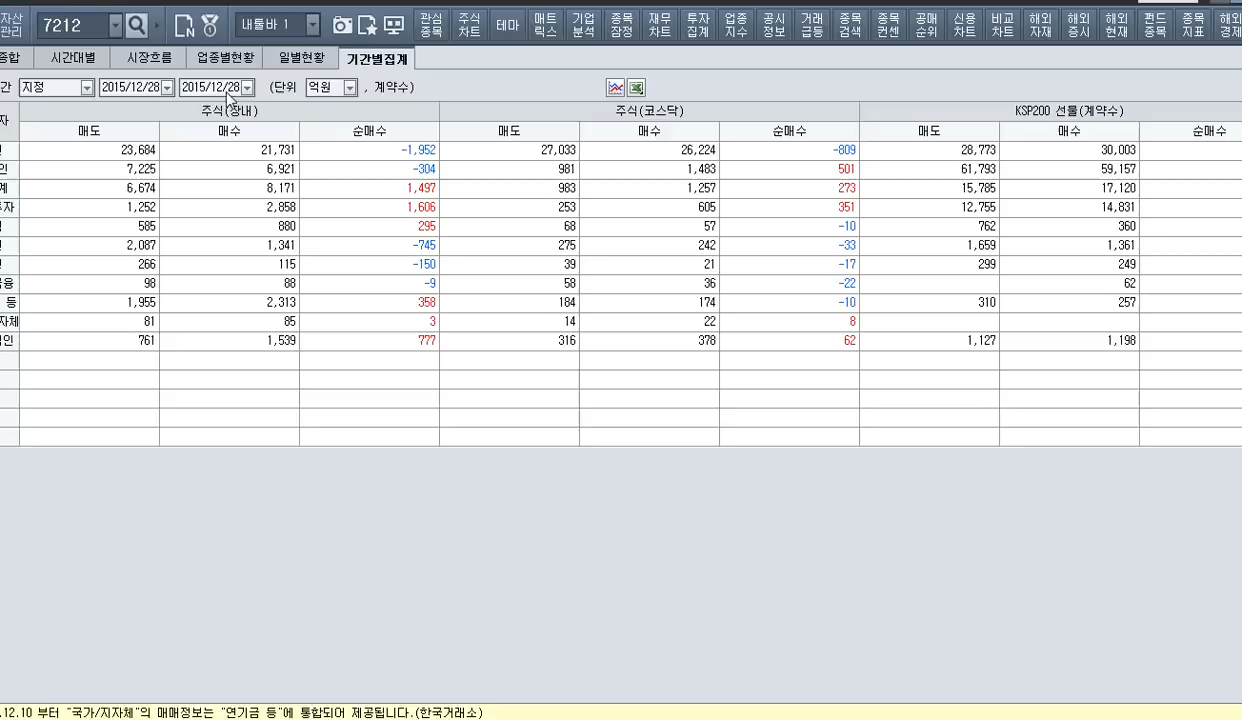 자산 관리 7212 내툴바 1 관심 종목 주식 차트 테마 매트 릭스 기업 분석 종목 잠정 재무 차트 투자 집계 업종 지수 공시 정보 거래 급등 종목 검색 종목 컨센 공매 순위 신용 차트 비교 차트 해외 자재 해외 증시 해외 현재 펀드 종목 종목 지표 해외 경제
종합 시간대별 시장흐름 업종별현황 일별현황 기간별집계
간 지정 2015/12/28 2015/12/28 (단위 억원 , 계약수)
자 주식(장내) 주식(코스닥) KSP200 선물(계약수)
매도 매수 순매수 매도 매수 순매수 매도 매수 순매수
23,684 21,731 -1,952 27,033 26,224 -809 28,773 30,003
인 7,225 6,921 -304 981 1,483 501 61,793 59,157
계 6,674 8,171 1,497 983 1,257 273 15,785 17,120
투자 1,252 2,858 1,606 253 605 351 12,755 14,831
585 880 295 68 57 -10 762 360
2,087 1,341 -745 275 242 -33 1,659 1,361
266 115 -150 39 21 -17 299 249
금융 98 88 -9 58 36 -22 62
등 1,955 2,313 358 184 174 -10 310 257
자체 81 85 3 14 22 8
법인 761 1,539 777 316 378 62 1,127 1,198
.12.10 부터 "국가/지자체"의 매매정보는 "연기금 등"에 통합되어 제공됩니다.(한국거래소)